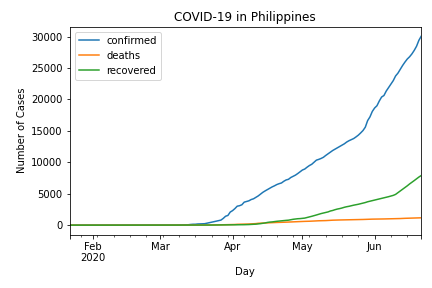 COVID-19 in Philippines
confirmed
deaths
recovered
30000
25000
20000
15000
10000
5000
0
Number of Cases
Feb
2020
Mar
Apr
May
Jun
Day